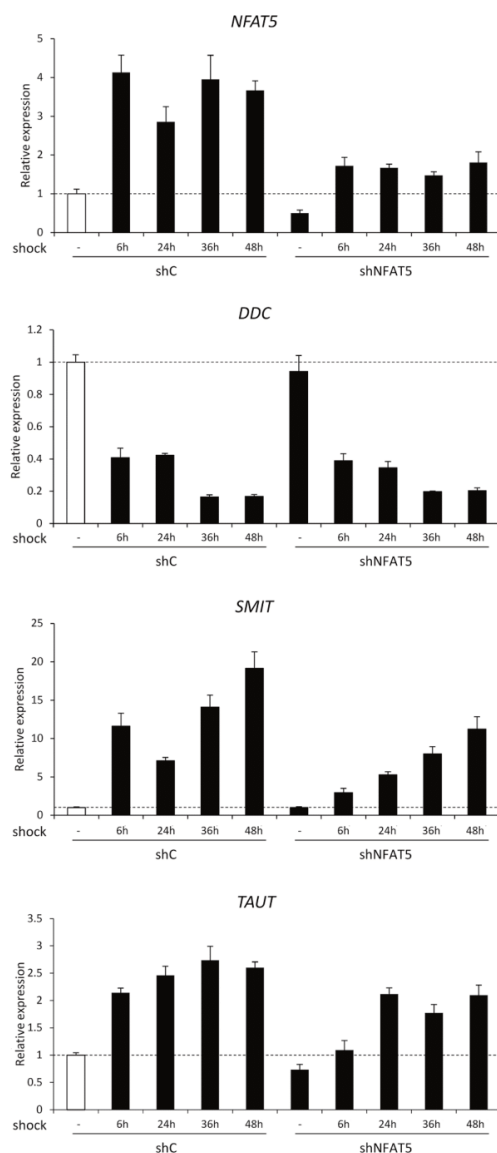 NFAT5
Relative expression
5
4
3
2
1
0
shock - 6h 24h 36h 48h - 6h 24h 36h 48h
shC shNFAT5
DDC
Relative expression
1.2
1
0.8
0.6
0.4
0.2
0
shock - 6h 24h 36h 48h - 6h 24h 36h 48h
shC shNFAT5
SMIT
Relative expression
25
20
15
10
5
0
shock - 6h 24h 36h 48h - 6h 24h 36h 48h
shC shNFAT5
TAUT
Relative expression
3.5
3
2.5
2
1.5
1
0.5
0
shock - 6h 24h 36h 48h - 6h 24h 36h 48h
shC shNFAT5